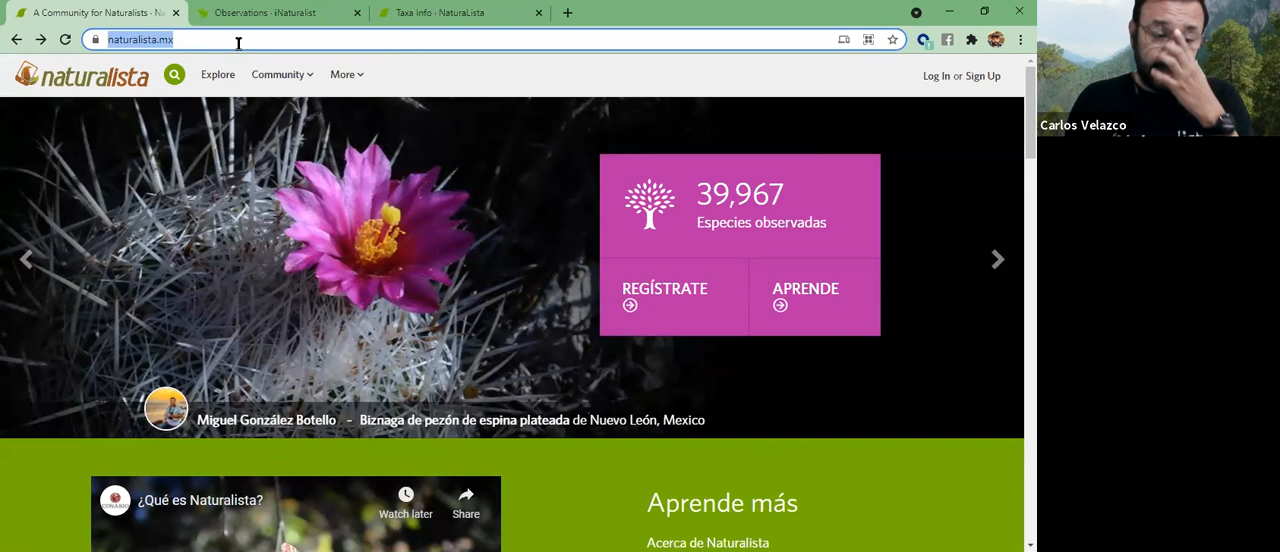 A Community for Naturalists · Na
Observations · iNaturalist
Taxa Info · NaturaLista
naturalista.mx
naturalista
Explore
Community
More
Log In or Sign Up
Carlos Velazco
39,967
Especies observadas
REGÍSTRATE
APRENDE
Miguel González Botello - Biznaga de pezón de espina plateada de Nuevo León, Mexico
¿Qué es Naturalista?
Watch later
Share
Aprende más
Acerca de Naturalista